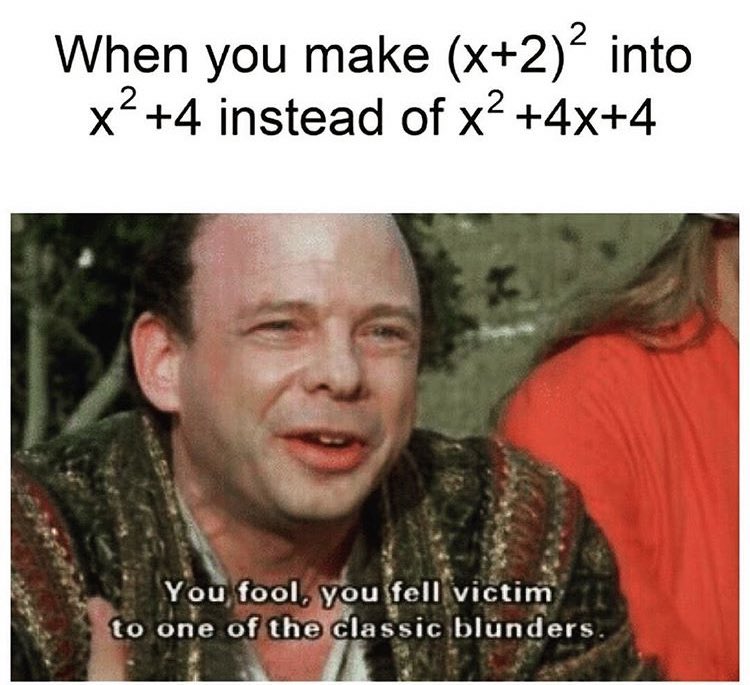 When you make (x+2)² into
x²+4 instead of x²+4x+4
You fool, you fell victim
to one of the classic blunders.